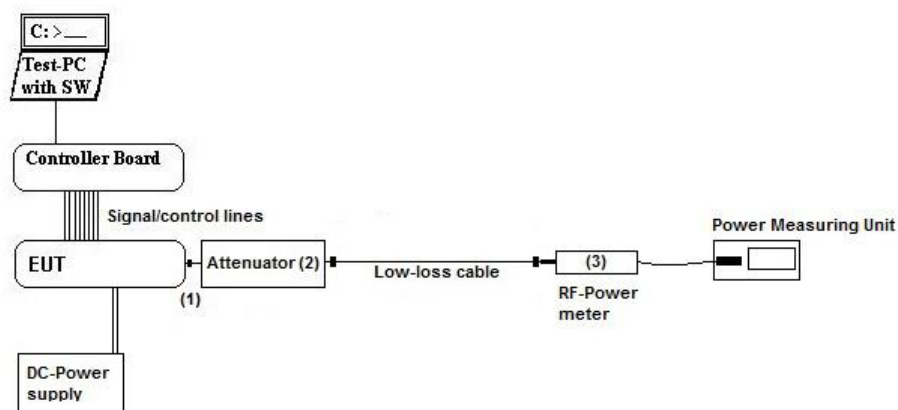 C:>__
Test-PC
with SW
Controller Board
Signal/control lines
EUT
(1)
Attenuator (2)
Low-loss cable
(3)
RF-Power
meter
Power Measuring Unit
DC-Power
supply